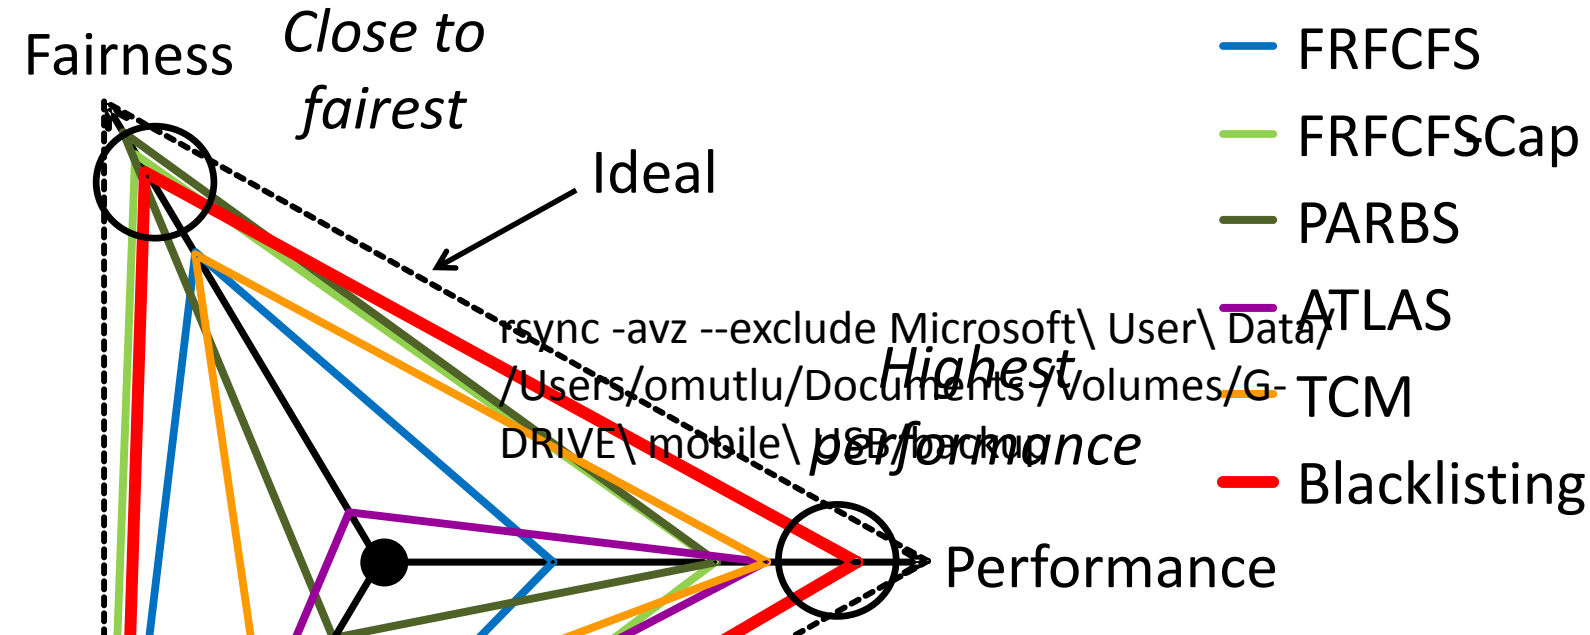 Fairness
Close to
fairest
Ideal
FRFCFS
FRFCFS-Cap
PARBS
ATLAS
TCM
Blacklisting
rsync -avz --exclude Microsoft\ User\ Data/
/Users/omutlu/Documents /Volumes/G-
DRIVE\ mobile\ USB/backup
Highest
performance
Performance